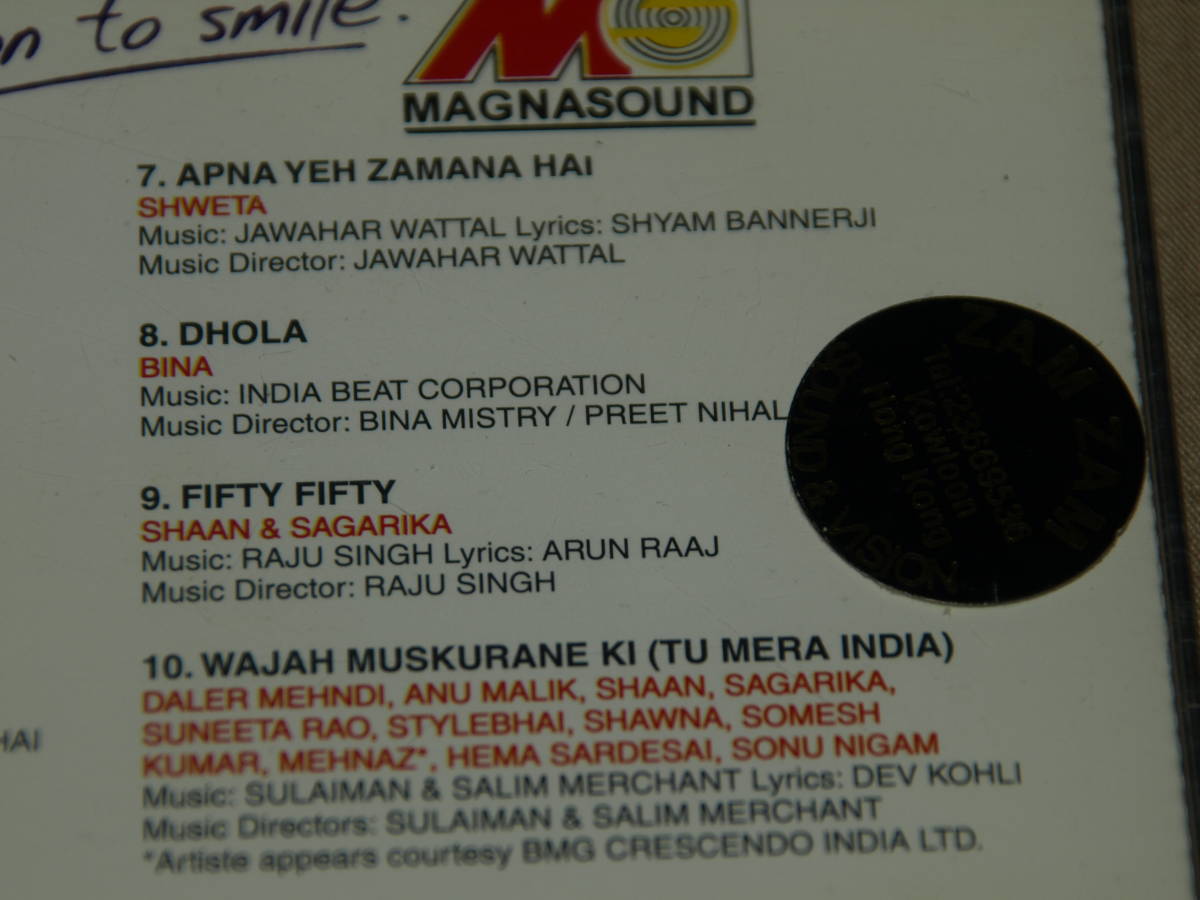 to smile.
MAGNASOUND
7. APNA YEH ZAMANA HAI
SHWETA
Music: JAWAHAR WATTAL Lyrics: SHYAM BANNERJI
Music Director: JAWAHAR WATTAL
8. DHOLA
BINA
Music: INDIA BEAT CORPORATION
Music Director: BINA MISTRY / PREET NIHAL
9. FIFTY FIFTY
SHAAN & SAGARIKA
Music: RAJU SINGH Lyrics: ARUN RAAJ
Music Director: RAJU SINGH
10. WAJAH MUSKURANE KI (TU MERA INDIA)
DALER MEHNDI, ANU MALIK, SHAAN, SAGARIKA,
SUNEETA RAO, STYLEBHAI, SHAWNA, SOMESH
KUMAR, MEHNAZ*, HEMA SARDESAI, SONU NIGAM
Music: SULAIMAN & SALIM MERCHANT Lyrics: DEV KOHLI
Music Directors: SULAIMAN & SALIM MERCHANT
*Artiste appears courtesy BMG CRESCENDO INDIA LTD.
HAI
ZAM ZAM
SOUND & VISION
Kowloon
Hong Kong